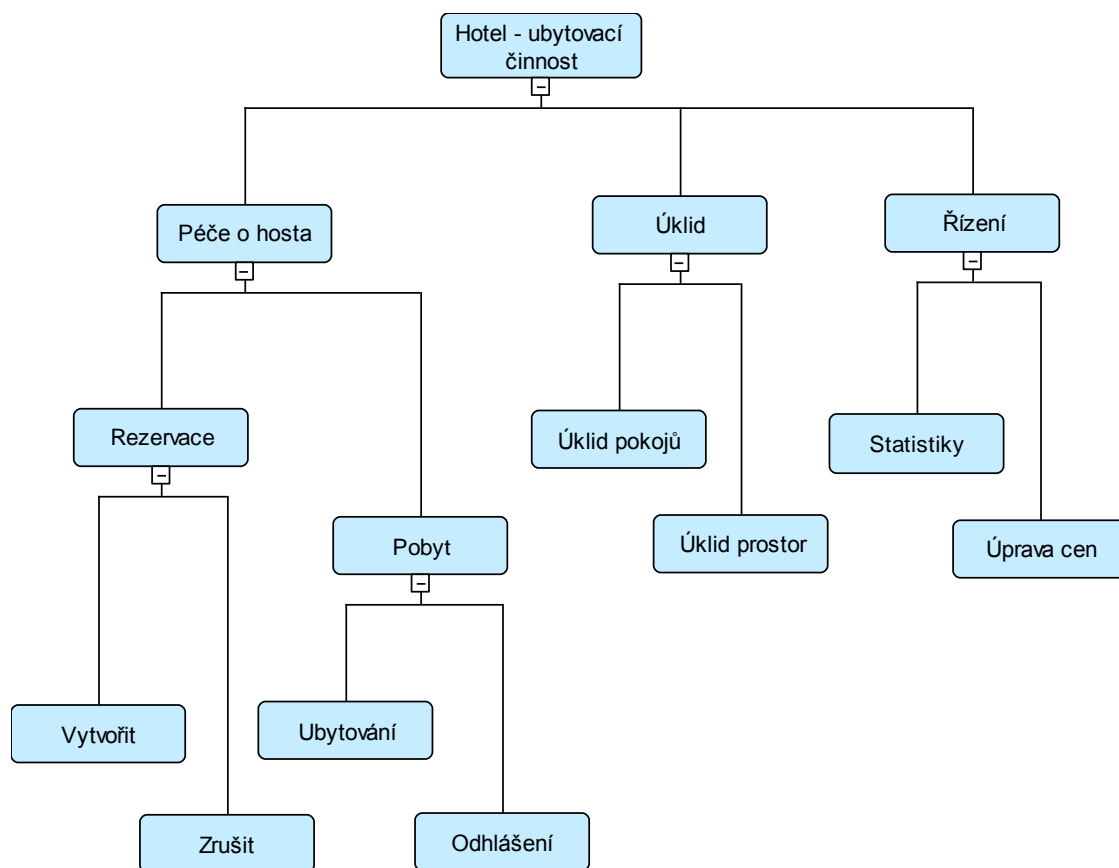 Hotel - ubytovací
činnost
Péče o hosta
Úklid
Řízení
Rezervace
Úklid pokojů
Statistiky
Pobyt
Úklid prostor
Úprava cen
Vytvořit
Ubytování
Zrušit
Odhlášení